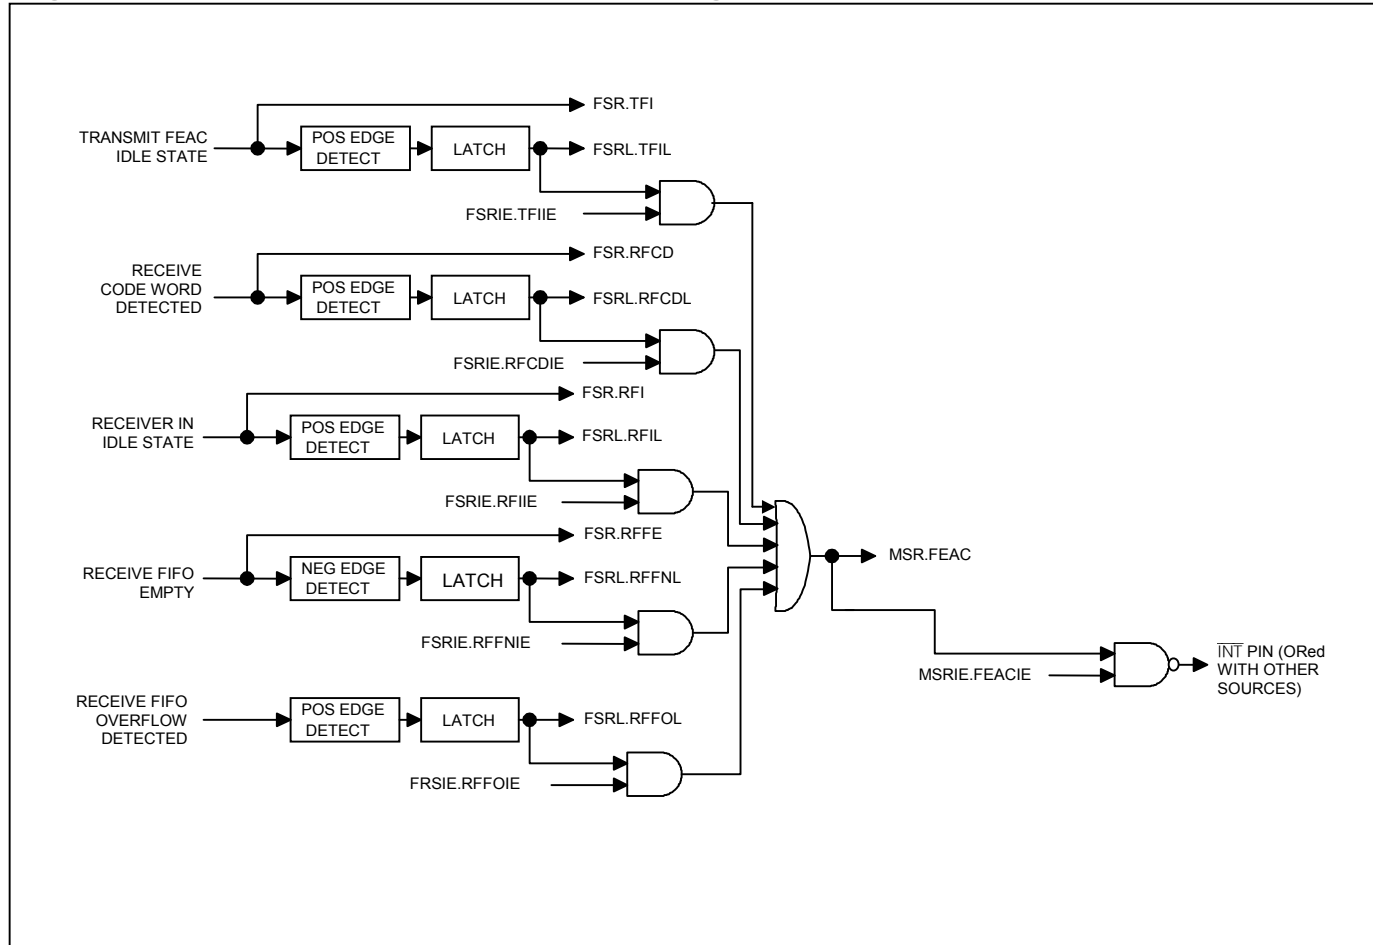 FSR.TFI
TRANSMIT FEAC
IDLE STATE
POS EDGE
DETECT
LATCH
FSRL.TFIL
FSRIE.TFIIE
FSR.RFCD
RECEIVE
CODE WORD
DETECTED
POS EDGE
DETECT
LATCH
FSRL.RFCDL
FSRIE.RFCDIE
FSR.RFI
RECEIVER IN
IDLE STATE
POS EDGE
DETECT
LATCH
FSRL.RFIL
FSRIE.RFIIE
FSR.RFFE
RECEIVE FIFO
EMPTY
NEG EDGE
DETECT
LATCH
FSRL.RFFNL
FSRIE.RFFNIE
MSR.FEAC
MSRIE.FEACIE
INT PIN (ORed
WITH OTHER
SOURCES)
RECEIVE FIFO
OVERFLOW
DETECTED
POS EDGE
DETECT
LATCH
FSRL.RFFOL
FRSIE.RFFOIE